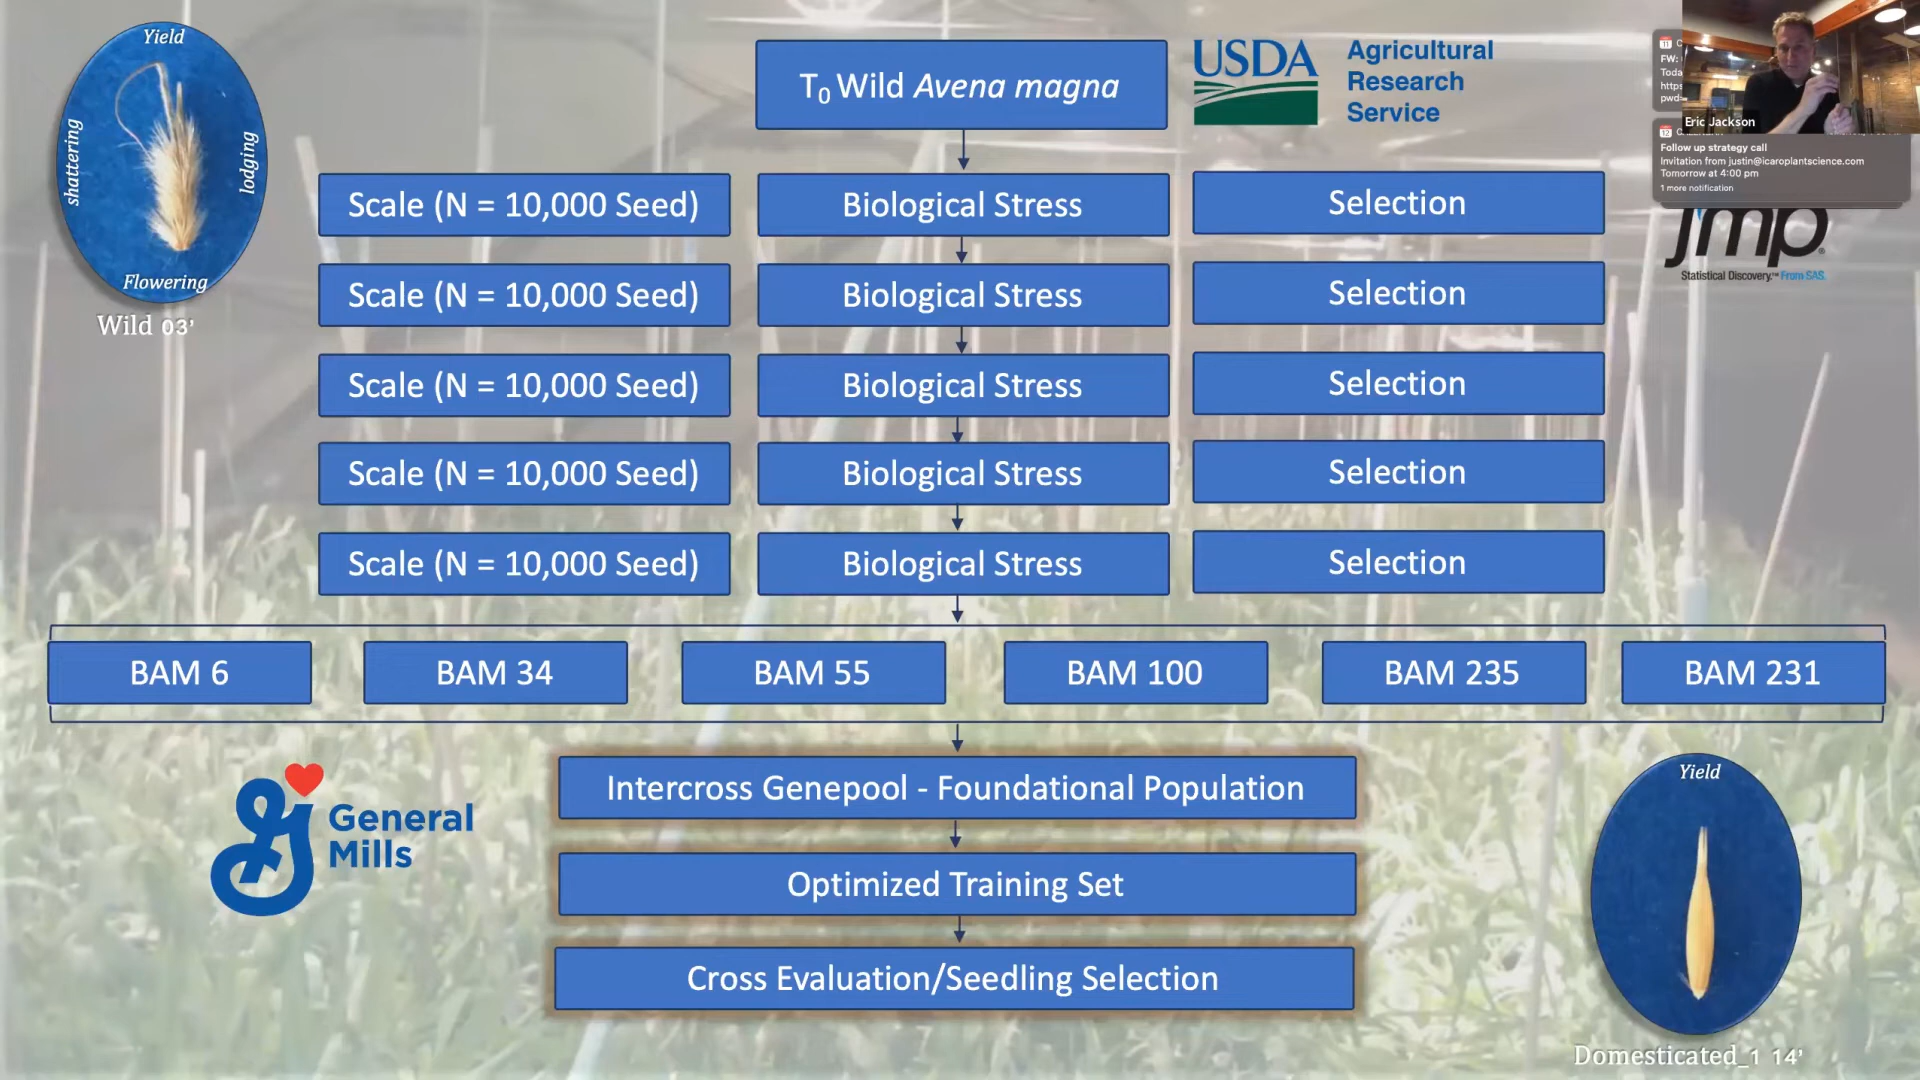 Yield
shattering
lodging
Flowering
Wild 03'
T0 Wild Avena magna
USDA
Agricultural
Research
Service
FW:
Toda
https
pwd=
Eric Jackson
Follow up strategy call
Invitation from justin@icaroplantscience.com
Tomorrow at 4:00 pm
1 more notification
jmp
Statistical Discovery.™ From SAS.
Scale (N = 10,000 Seed)
Biological Stress
Selection
Scale (N = 10,000 Seed)
Biological Stress
Selection
Scale (N = 10,000 Seed)
Biological Stress
Selection
Scale (N = 10,000 Seed)
Biological Stress
Selection
Scale (N = 10,000 Seed)
Biological Stress
Selection
BAM 6
BAM 34
BAM 55
BAM 100
BAM 235
BAM 231
Intercross Genepool - Foundational Population
Optimized Training Set
Cross Evaluation/Seedling Selection
General
Mills
Yield
Domesticated_1 14'